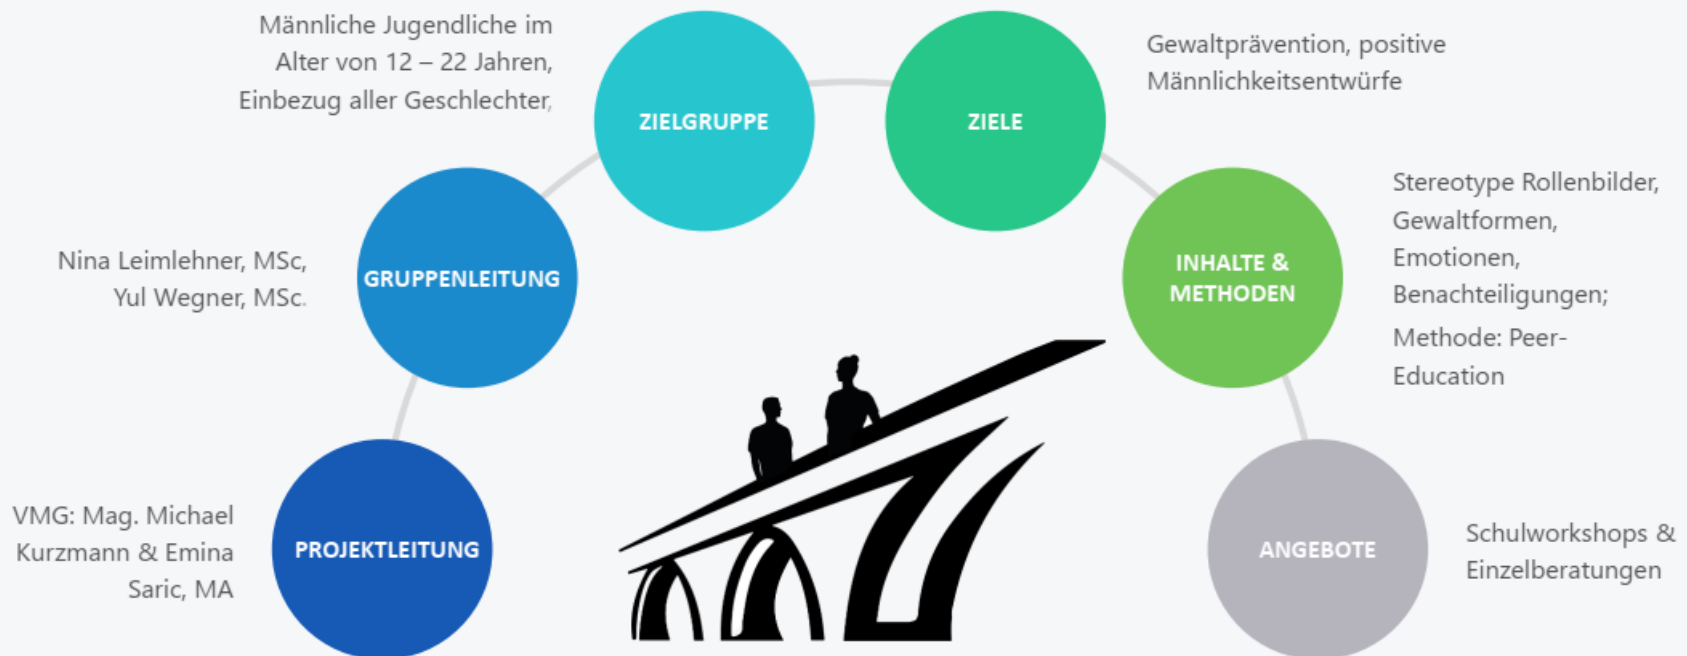 Männliche Jugendliche im
Alter von 12 – 22 Jahren,
Einbezug aller Geschlechter,
ZIELGRUPPE
ZIELE
Gewaltprävention, positive
Männlichkeitsentwürfe
Nina Leimlehner, MSc,
Yul Wegner, MSc.
GRUPPENLEITUNG
INHALTE &
METHODEN
Stereotype Rollenbilder,
Gewaltformen,
Emotionen,
Benachteiligungen;
Methode: Peer-
Education
VMG: Mag. Michael
Kurzmann & Emina
Saric, MA
PROJEKTLEITUNG
ANGEBOTE
Schulworkshops &
Einzelberatungen